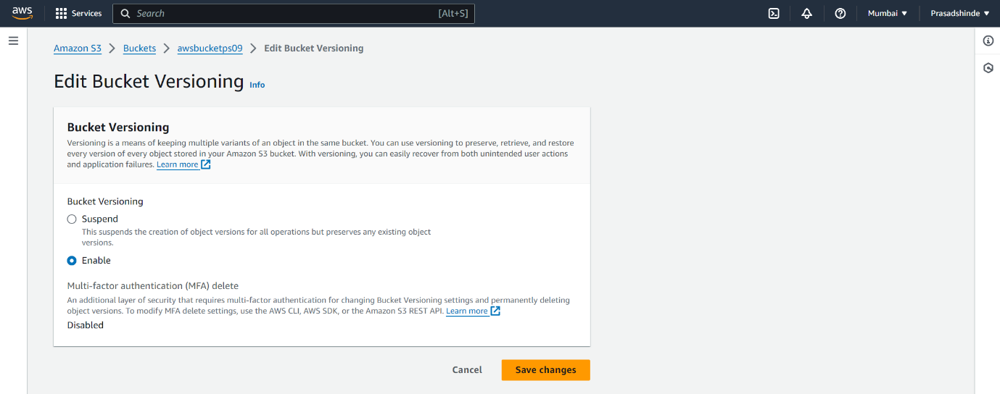 aws Services Search [Alt+S] Mumbai Prasadshinde
Amazon S3 > Buckets > awsbucketps09 > Edit Bucket Versioning
Edit Bucket Versioning Info
Bucket Versioning
Versioning is a means of keeping multiple variants of an object in the same bucket. You can use versioning to preserve, retrieve, and restore
every version of every object stored in your Amazon S3 bucket. With versioning, you can easily recover from both unintended user actions
and application failures. Learn more
Bucket Versioning
Suspend
This suspends the creation of object versions for all operations but preserves any existing object
versions.
Enable
Multi-factor authentication (MFA) delete
An additional layer of security that requires multi-factor authentication for changing Bucket Versioning settings and permanently deleting
object versions. To modify MFA delete settings, use the AWS CLI, AWS SDK, or the Amazon S3 REST API. Learn more
Disabled
Cancel Save changes